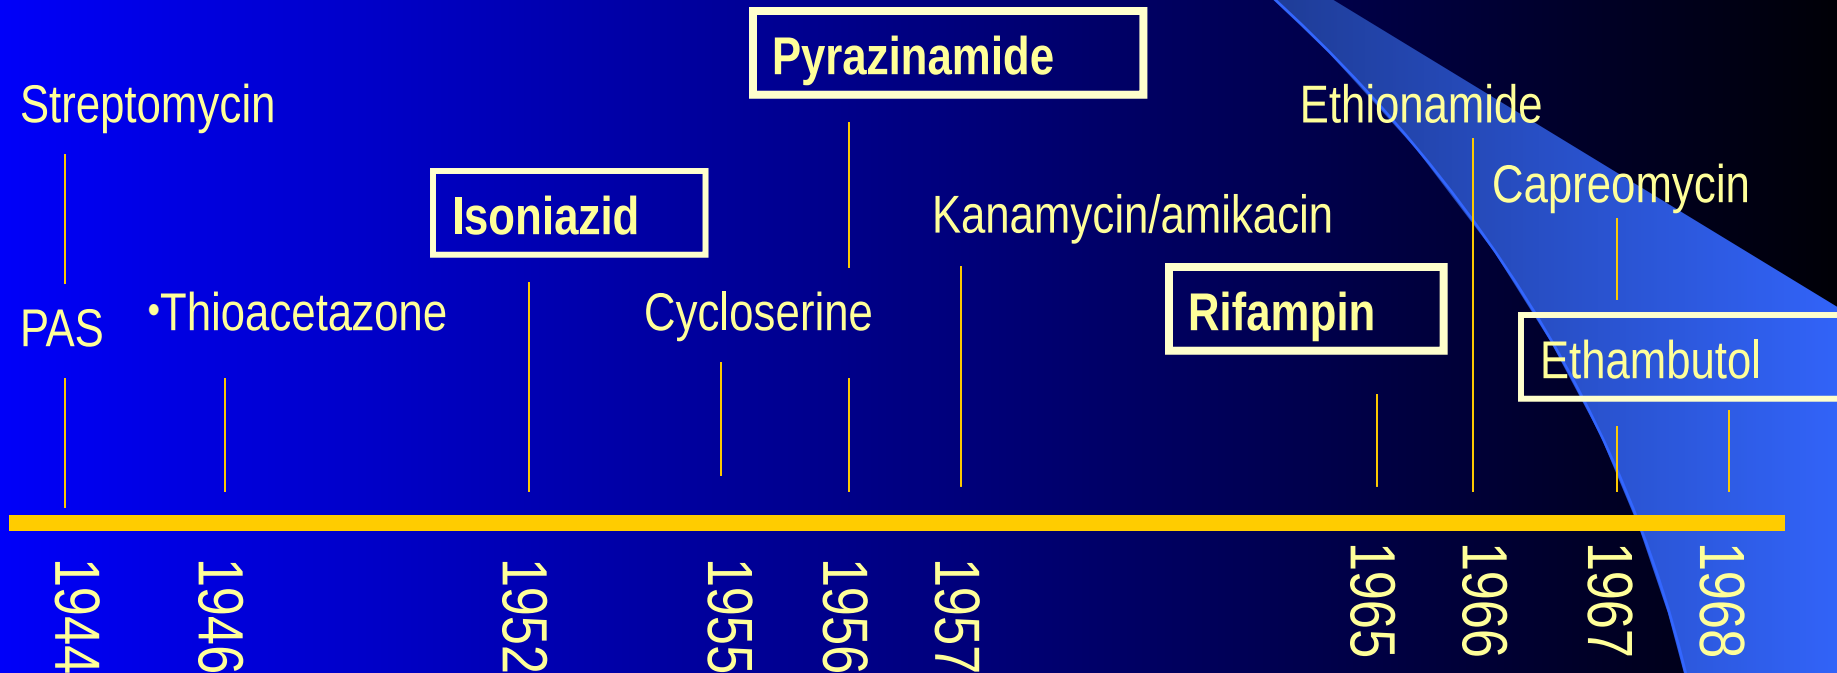 Pyrazinamide
Streptomycin
Ethionamide
Capreomycin
Isoniazid
Kanamycin/amikacin
PAS
•Thioacetazone
Cycloserine
Rifampin
Ethambutol
1944
1946
1952
1955
1956
1957
1965
1966
1967
1968